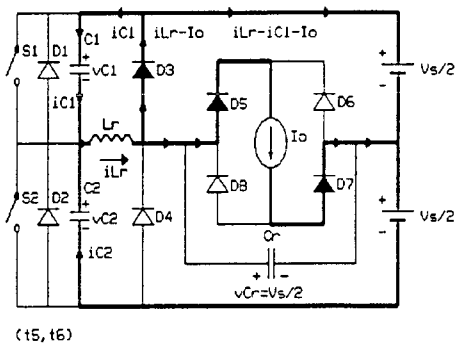 C1 iC1 iLr-Io iLr-iC1-Io
S1 D1 + vC1 - D3 + Vs/2 -
iC1 Lr D5 D6
iLr Io
C2
S2 D2 + vC2 - D4 D8 D7 + Vs/2 -
iC2 Cr
+ -
vCr=Vs/2
(t5,t6)